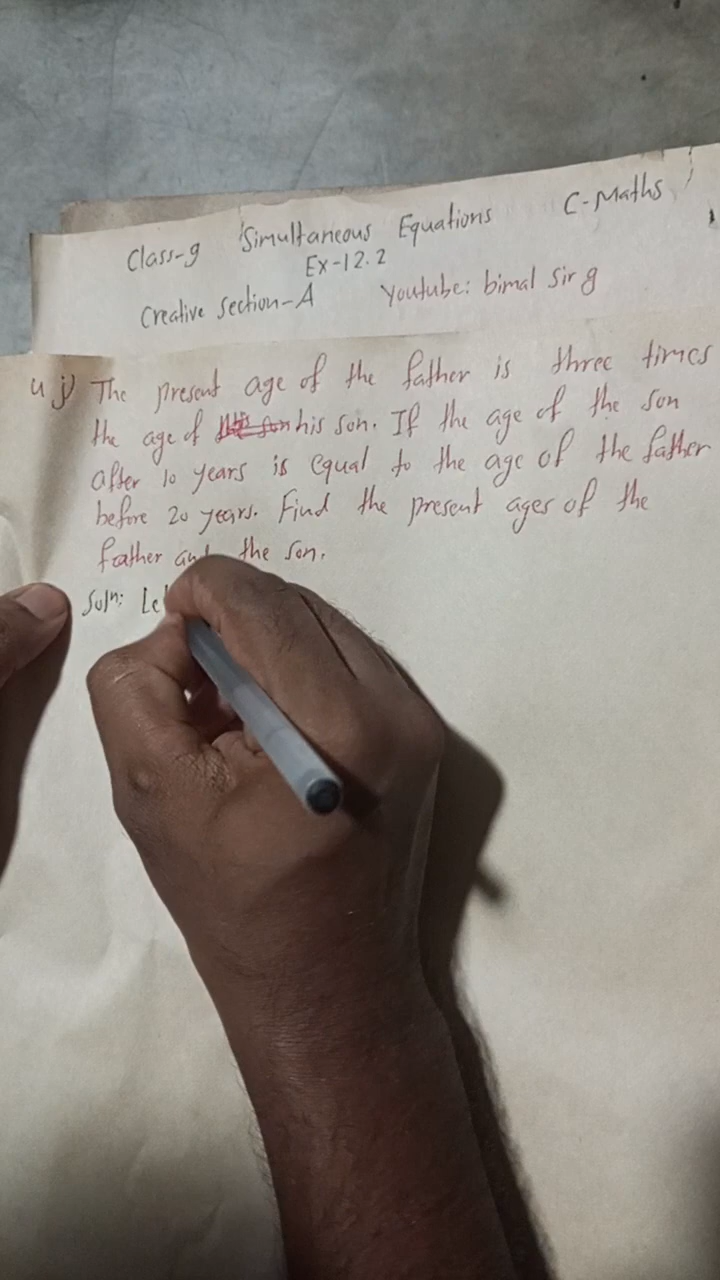 Class-9 Simultaneous Equations C-Maths
Ex-12.2
Creative Section-A Youtube: bimal sir g
4 j) The present age of the father is three times
the age of his son. If the age of the son
after 10 years is equal to the age of the father
before 20 years. Find the present ages of the
father and the son.
Soln: Let